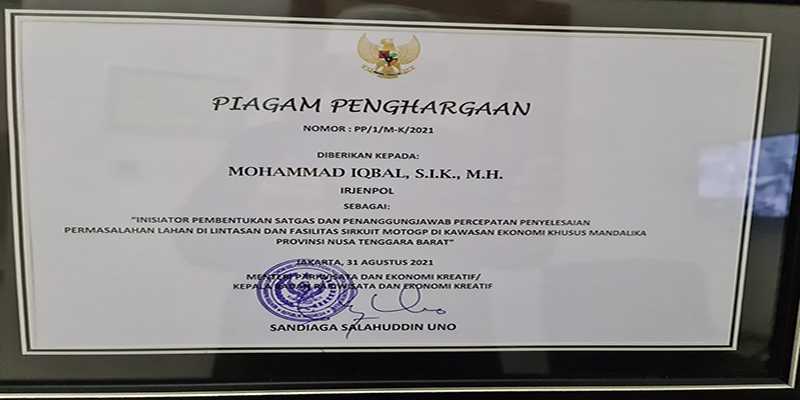 PIAGAM PENGHARGAAN
NOMOR : PP/1/M-K/2021
DIBERIKAN KEPADA:
MOHAMMAD IQBAL, S.I.K., M.H.
IRJENPOL
SEBAGAI:
"INISIATOR PEMBENTUKAN SATGAS DAN PENANGGUNGJAWAB PERCEPATAN PENYELESAIAN
PERMASALAHAN LAHAN DI LINTASAN DAN FASILITAS SIRKUIT MOTOGP DI KAWASAN EKONOMI KHUSUS MANDALIKA
PROVINSI NUSA TENGGARA BARAT"
JAKARTA, 31 AGUSTUS 2021
MENTERI PARIWISATA DAN EKONOMI KREATIF/
KEPALA BADAN PARIWISATA DAN EKONOMI KREATIF
SANDIAGA SALAHUDDIN UNO